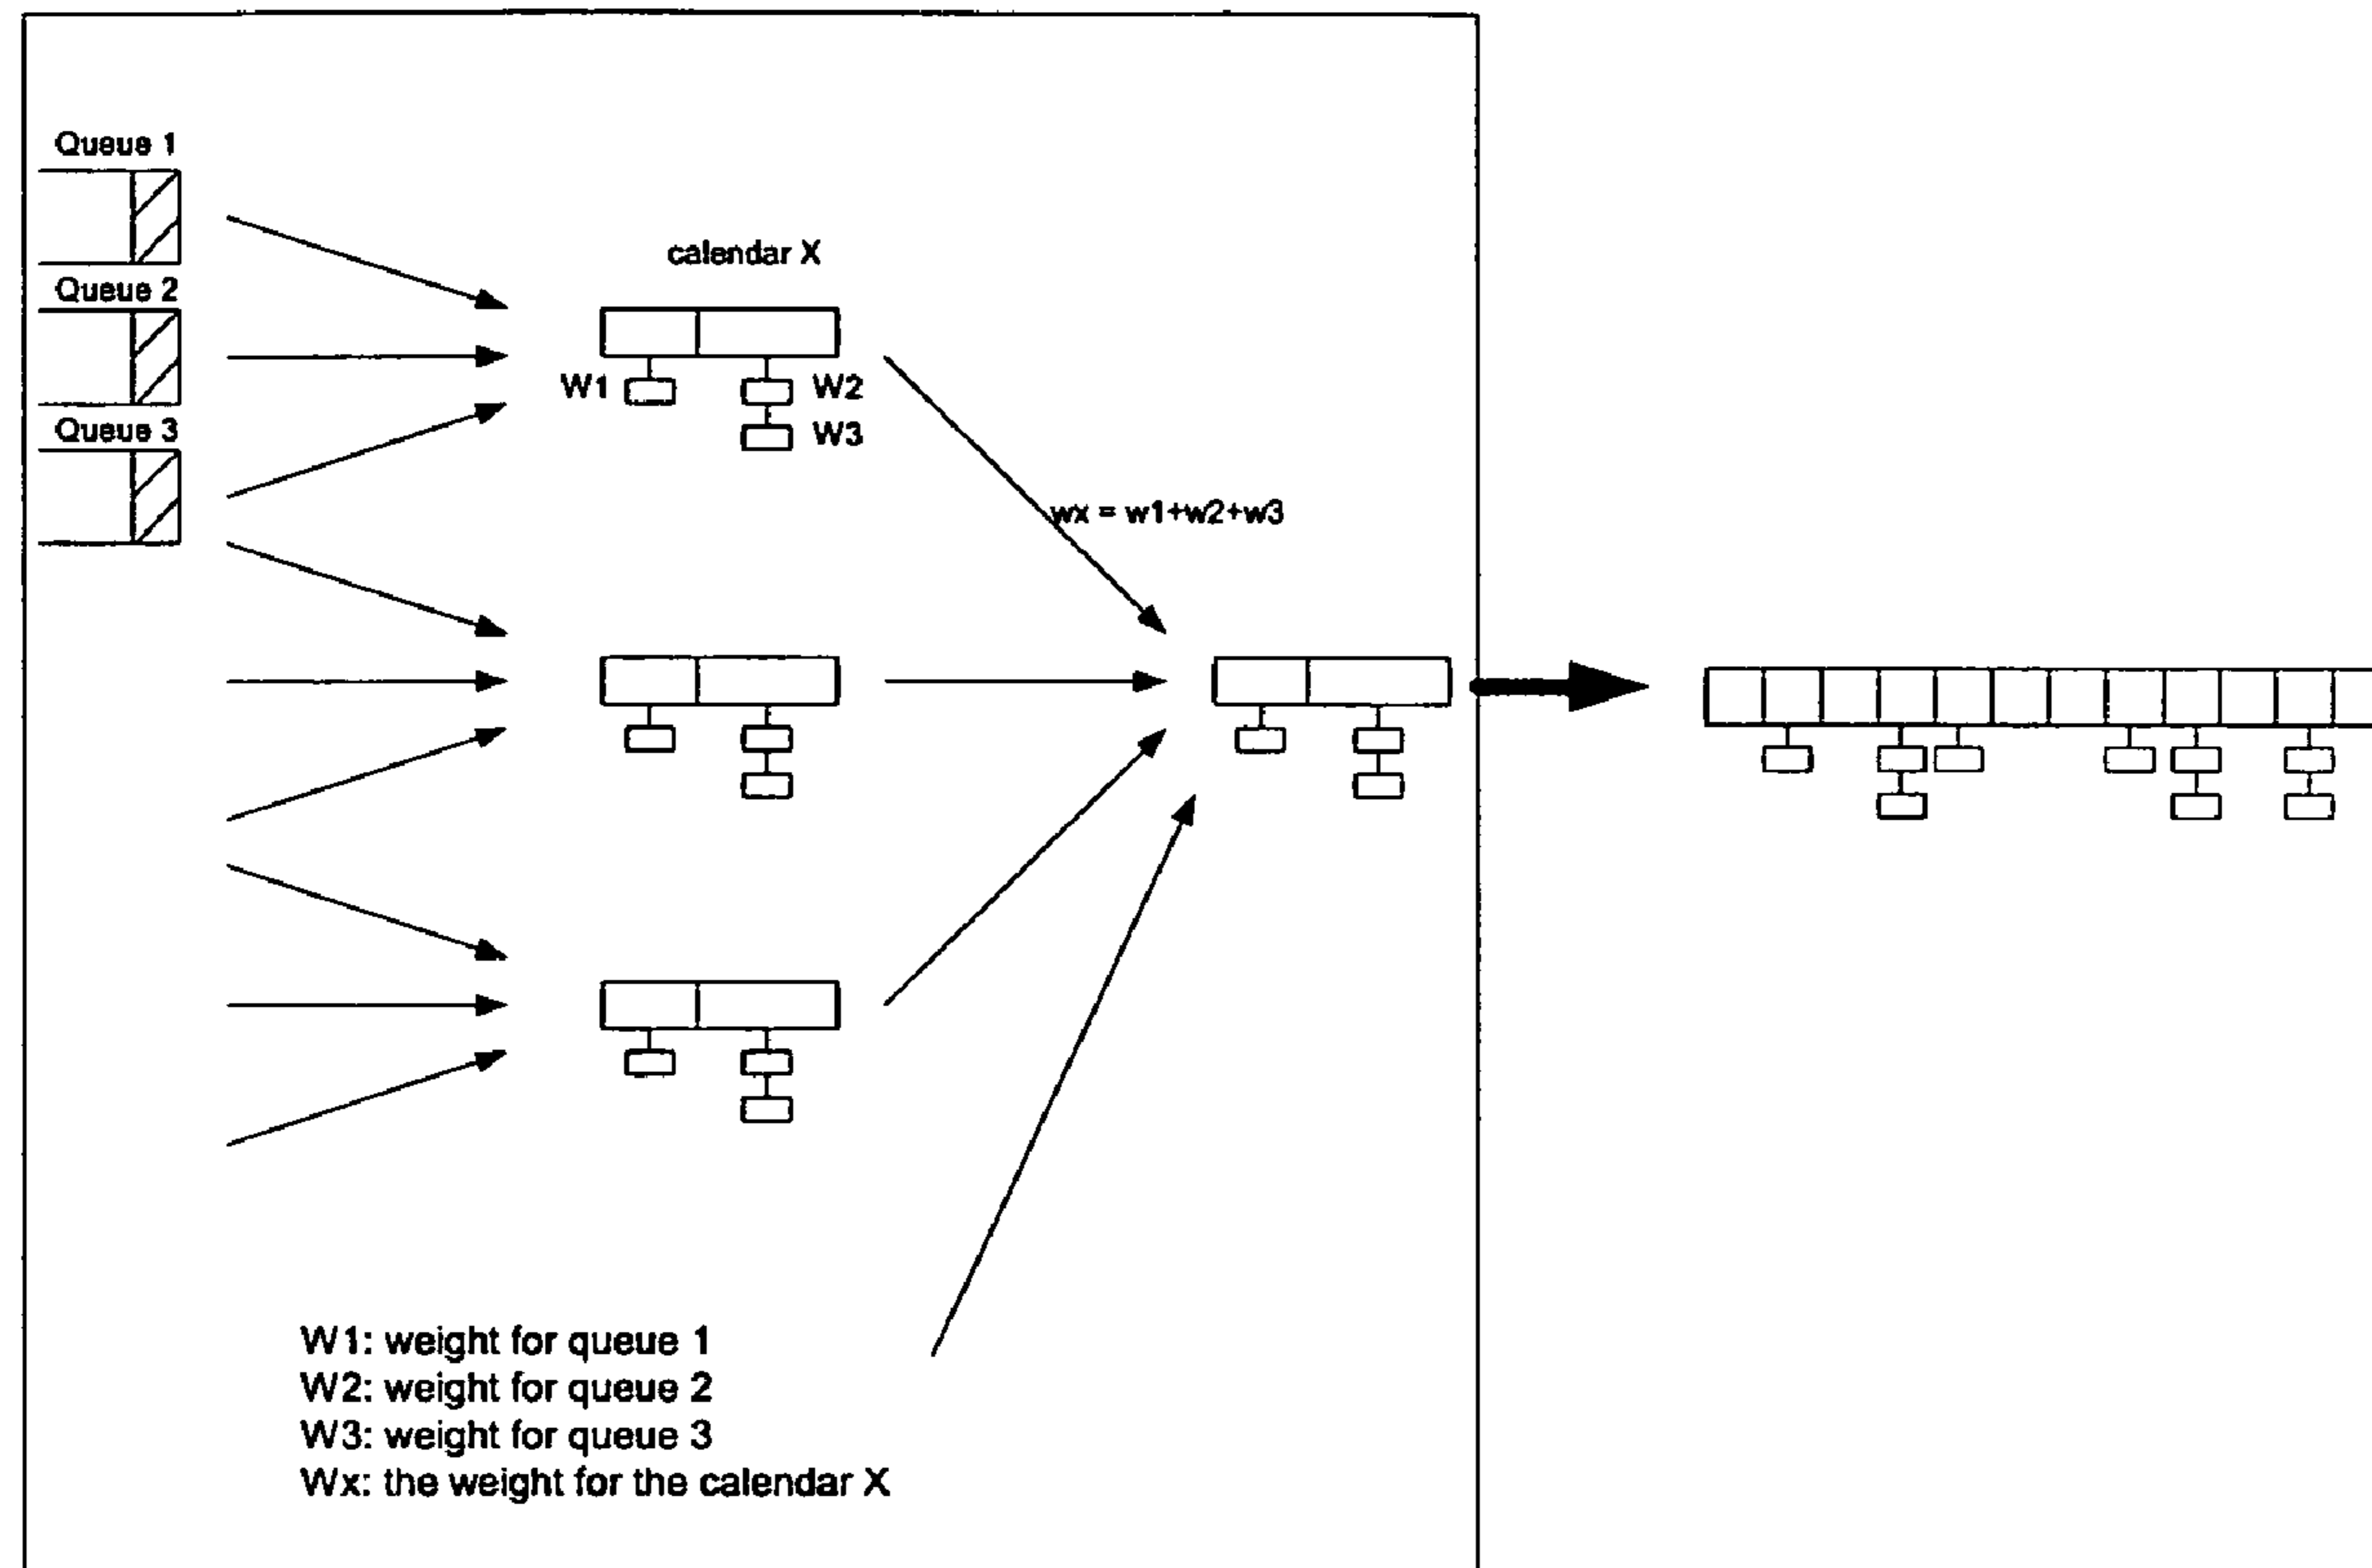 Queue 1
calendar X
Queue 2
W1
W2
Queue 3
W3
wx = w1+w2+w3
W1: weight for queue 1
W2: weight for queue 2
W3: weight for queue 3
Wx: the weight for the calendar X